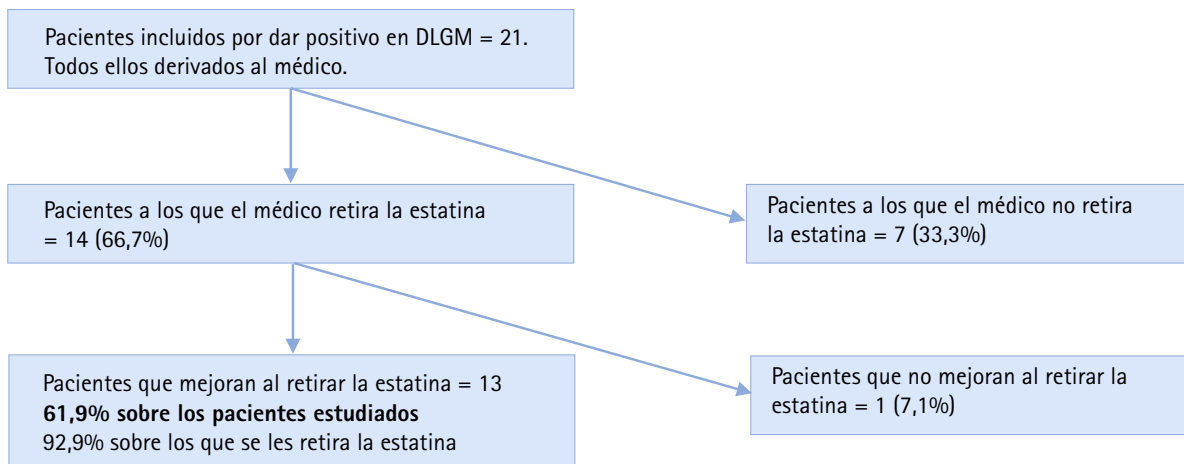 Pacientes incluidos por dar positivo en DLGM = 21.
Todos ellos derivados al médico.
Pacientes a los que el médico retira la estatina
= 14 (66,7%)
Pacientes a los que el médico no retira
la estatina = 7 (33,3%)
Pacientes que mejoran al retirar la estatina = 13
61,9% sobre los pacientes estudiados
92,9% sobre los que se les retira la estatina
Pacientes que no mejoran al retirar la
estatina = 1 (7,1%)